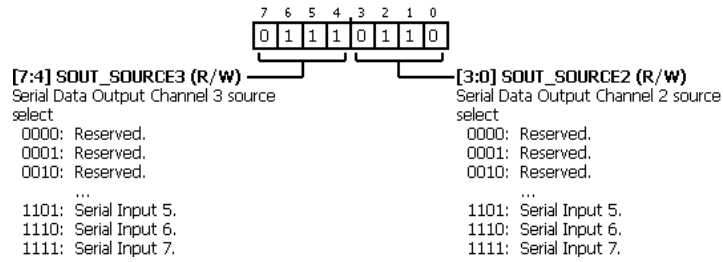 7 6 5 4 3 2 1 0
0 1 1 1 0 1 1 0
[7:4] SOUT_SOURCE3 (R/W)
Serial Data Output Channel 3 source
select
0000: Reserved.
0001: Reserved.
0010: Reserved.
...
1101: Serial Input 5.
1110: Serial Input 6.
1111: Serial Input 7.
[3:0] SOUT_SOURCE2 (R/W)
Serial Data Output Channel 2 source
select
0000: Reserved.
0001: Reserved.
0010: Reserved.
...
1101: Serial Input 5.
1110: Serial Input 6.
1111: Serial Input 7.